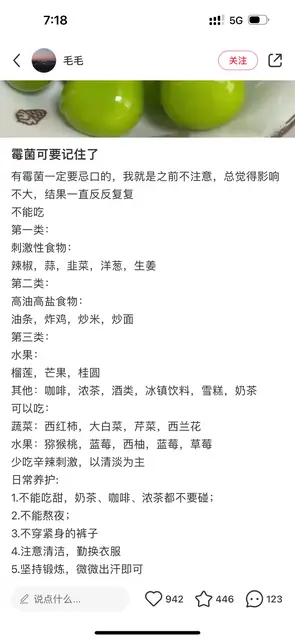 7:18
5G
毛毛
关注
霉菌可要记住了
有霉菌一定要忌口的，我就是之前不注意，总觉得影响
不大，结果一直反反复复
不能吃
第一类：
刺激性食物：
辣椒，蒜，韭菜，洋葱，生姜
第二类：
高油高盐食物：
油条，炸鸡，炒米，炒面
第三类：
水果：
榴莲，芒果，桂圆
其他：咖啡，浓茶，酒类，冰镇饮料，雪糕，奶茶
可以吃：
蔬菜：西红柿，大白菜，芹菜，西兰花
水果：猕猴桃，蓝莓，西柚，蓝莓，草莓
少吃辛辣刺激，以清淡为主
日常养护：
1.不能吃甜，奶茶、咖啡、浓茶都不要碰；
2.不能熬夜；
3.不穿紧身的裤子
4.注意清洁，勤换衣服
5.坚持锻炼，微微出汗即可
说点什么...
942
446
123